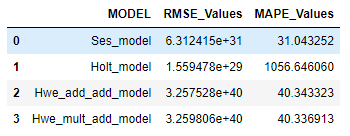 MODEL RMSE_Values MAPE_Values
0 Ses_model 6.312415e+31 31.043252
1 Holt_model 1.559478e+29 1056.646060
2 Hwe_add_add_model 3.257528e+40 40.343323
3 Hwe_mult_add_model 3.259806e+40 40.336913